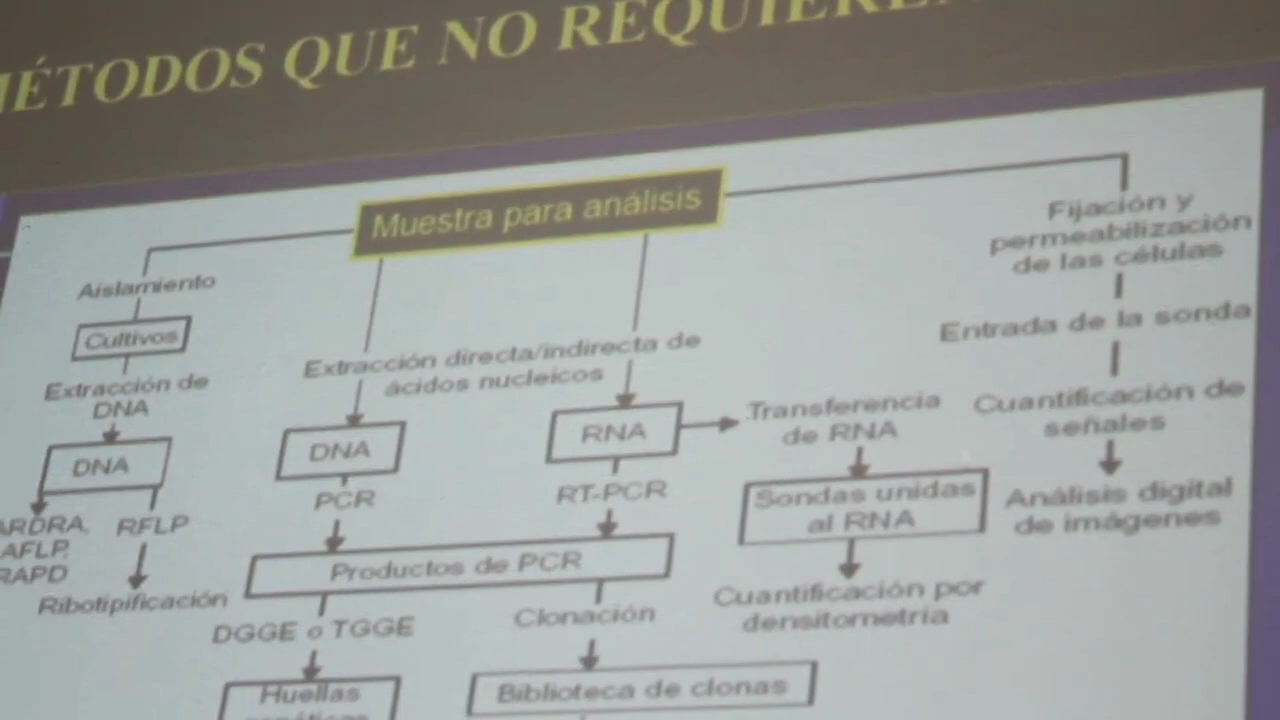 MÉTODOS QUE NO REQUIEREN
Muestra para análisis
Aislamiento
Cultivos
Extracción de
DNA
DNA
ARDRA,
AFLP,
RAPD
RFLP
Ribotipificación
Extracción directa/indirecta de
ácidos nucleicos
DNA
PCR
RNA
RT-PCR
Productos de PCR
DGGE o TGGE
Huellas
Clonación
Biblioteca de clonas
Transferencia
de RNA
Sondas unidas
al RNA
Cuantificación por
densitometría
Fijación y
permeabilización
de las células
Entrada de la sonda
Cuantificación de
señales
Análisis digital
de imágenes